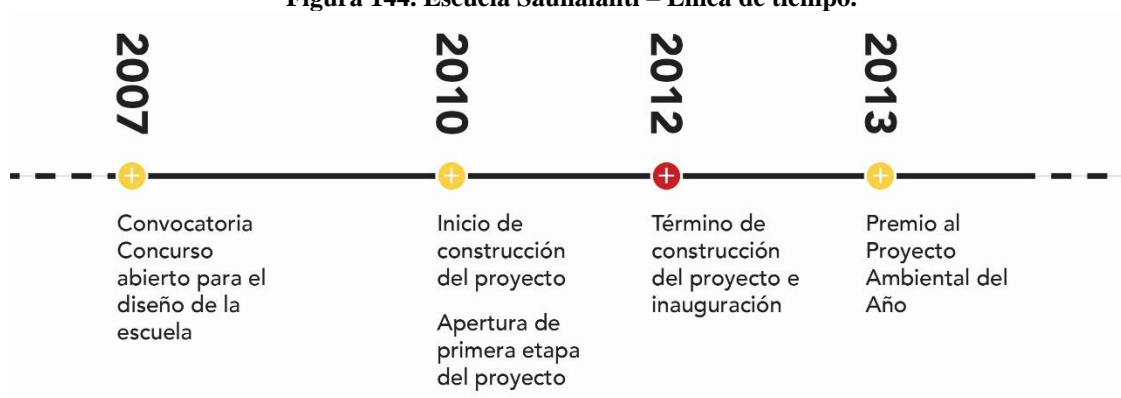 Figura 144. Escuela Saunalahti – Línea de tiempo.
2007
2010
2012
2013
Convocatoria
Concurso
abierto para el
diseño de la
escuela
Inicio de
construcción
del proyecto
Apertura de
primera etapa
del proyecto
Término de
construcción
del proyecto e
inauguración
Premio al
Proyecto
Ambiental del
Año